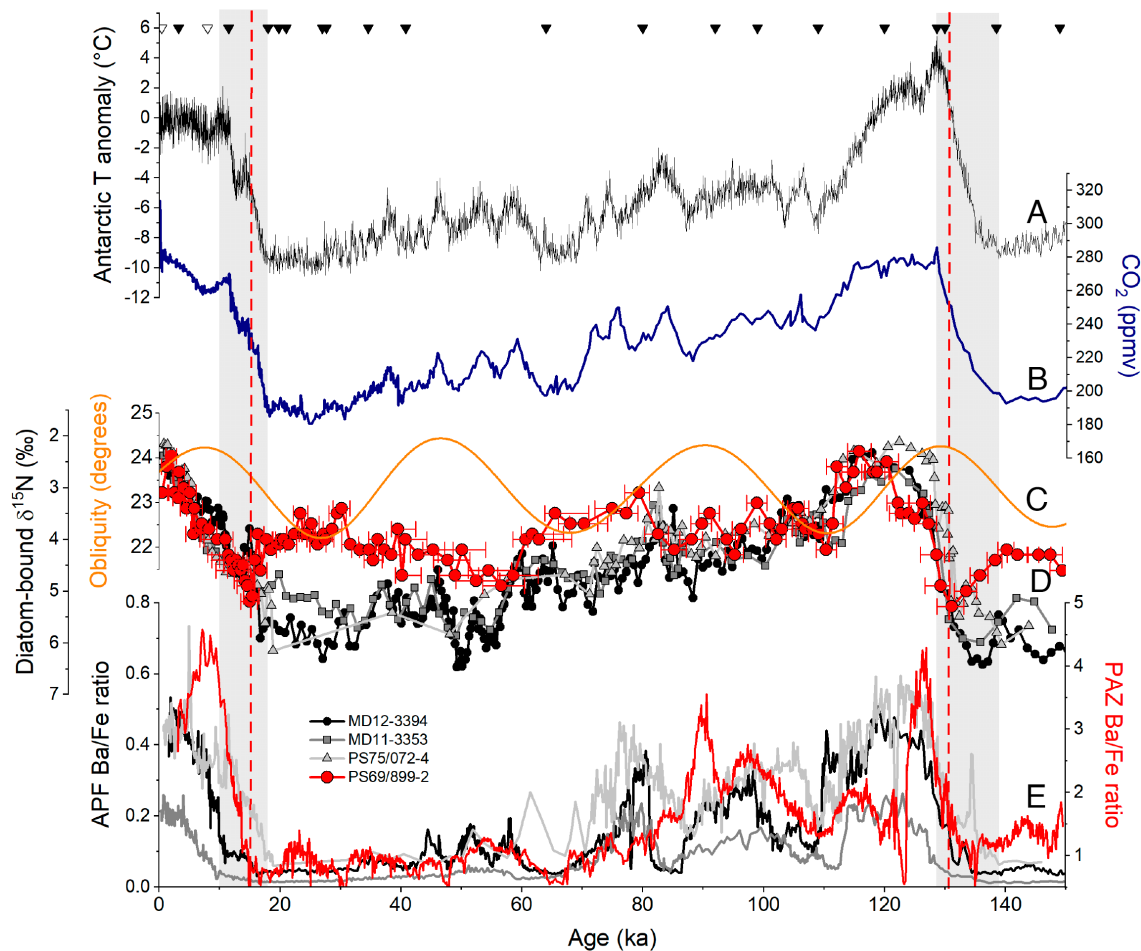 6
4
2
0
-2
-4
-6
-8
-10
-12
Antarctic T anomaly (°C)
A
320
300
280
260
240
220
200
180
160
CO2 (ppmv)
B
2
3
4
5
6
7
Diatom-bound δ15N (‰)
25
24
23
22
Obliquity (degrees)
C
D
0.8
0.6
0.4
0.2
0.0
APF Ba/Fe ratio
MD12-3394
MD11-3353
PS75/072-4
PS69/899-2
E
5
4
3
2
1
PAZ Ba/Fe ratio
0 20 40 60 80 100 120 140
Age (ka)